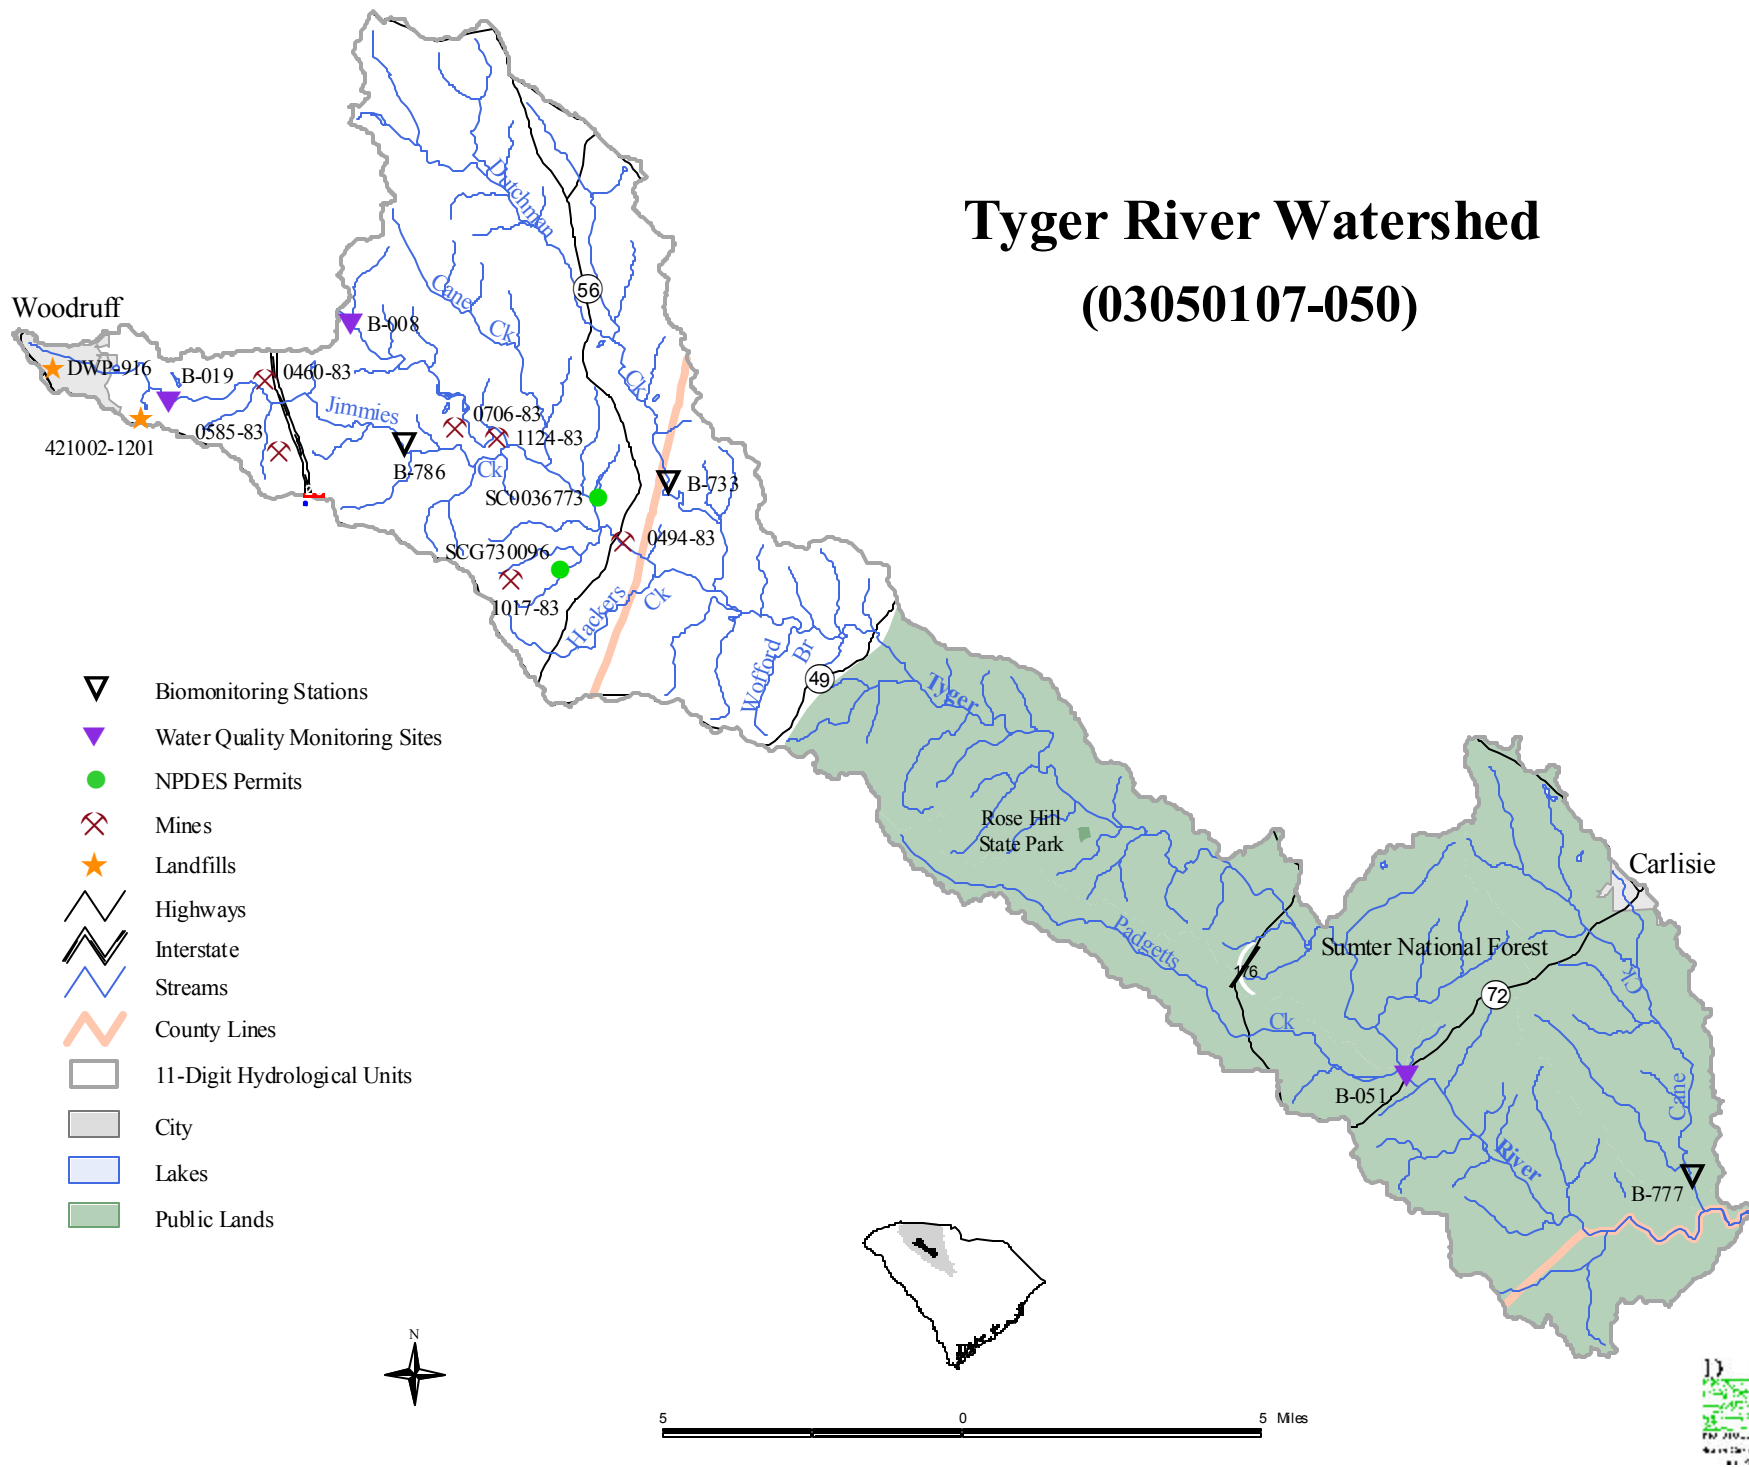 Tyger River Watershed
(03050107-050)
Woodruff
DWP-916
B-019
0460-83
B-008
421002-1201
0585-83
Jimmies
Ck
B-786
0706-83
1124-83
Dutchman
Ck
Cane
Ck
56
SC0036773
B-733
0494-83
SCG730096
1017-83
Hackers
Ck
Wofford
Br
49
Tyger
Rose Hill
State Park
Padgetts
Ck
176
Sumter National Forest
Carlisie
72
Ck
Cane
B-051
River
B-777
Biomonitoring Stations
Water Quality Monitoring Sites
NPDES Permits
Mines
Landfills
Highways
Interstate
Streams
County Lines
11-Digit Hydrological Units
City
Lakes
Public Lands
N
5 0 5 Miles